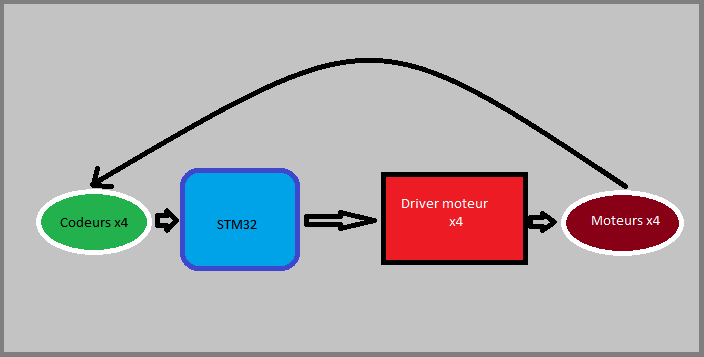 Codeurs x4
STM32
Driver moteur
x4
Moteurs x4